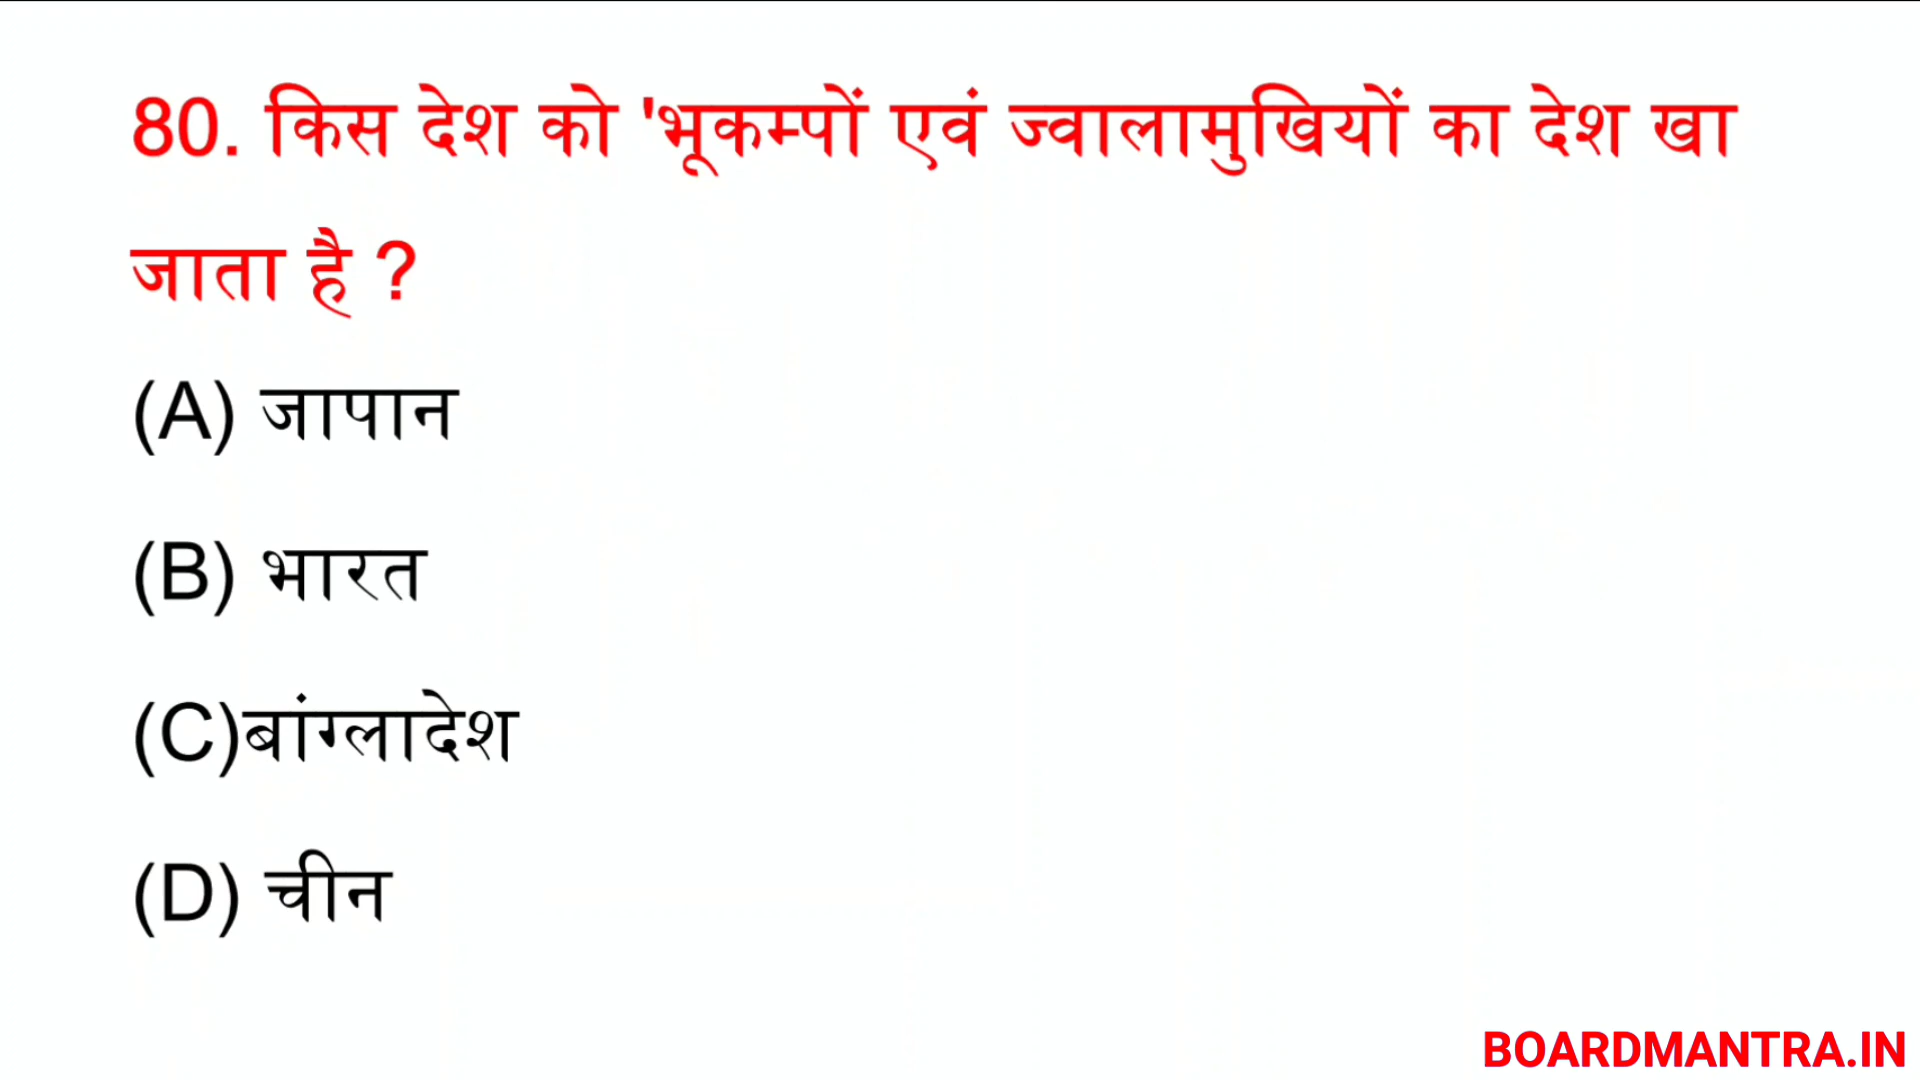 80. किस देश को 'भूकम्पों एवं ज्वालामुखियों का देश खा
जाता है ?
(A) जापान
(B) भारत
(C)बांग्लादेश
(D) चीन
BOARDMANTRA.IN